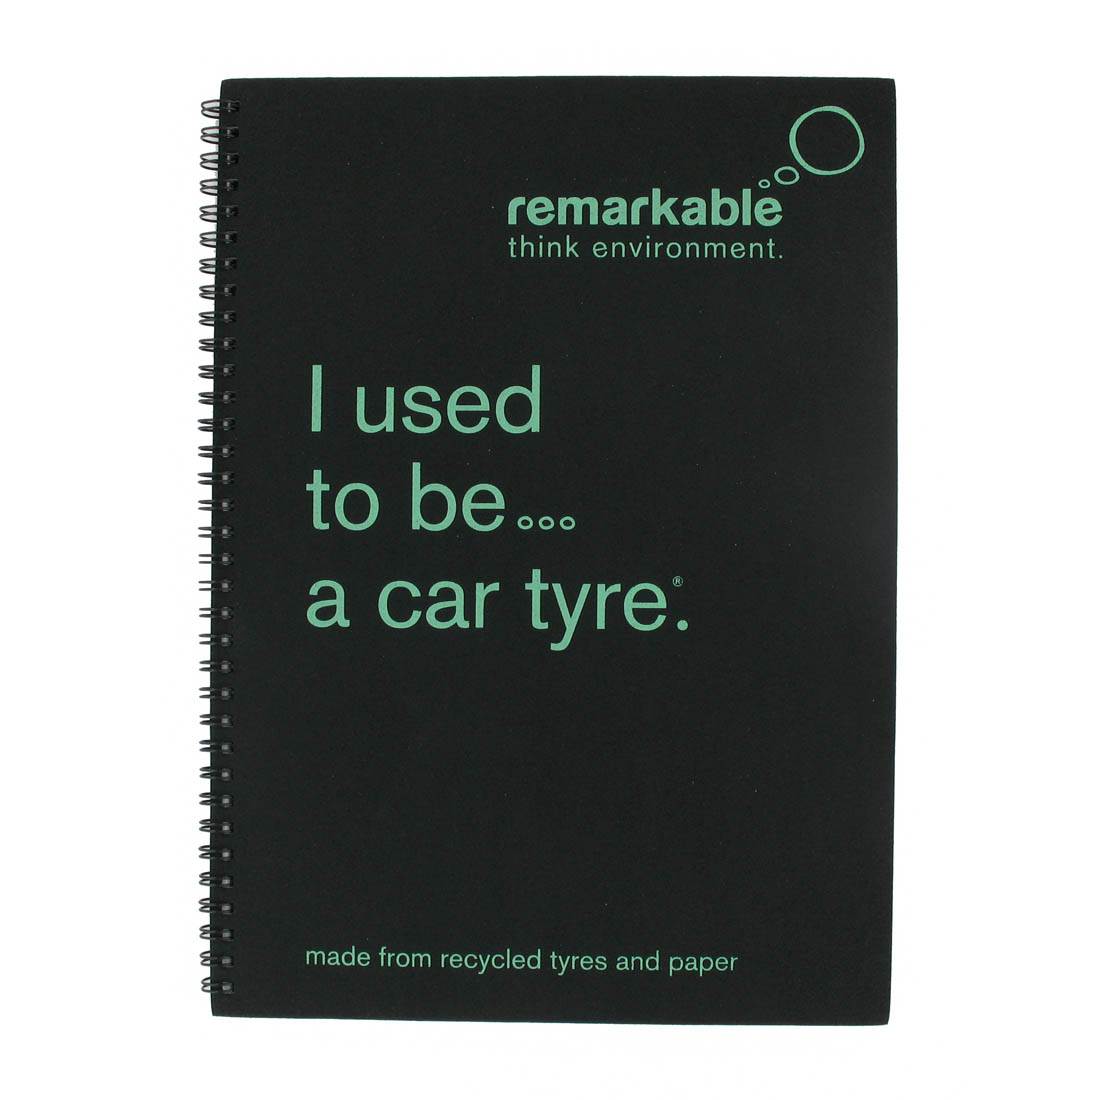 remarkable
think environment.
I used
to be...
a car tyre®.
made from recycled tyres and paper